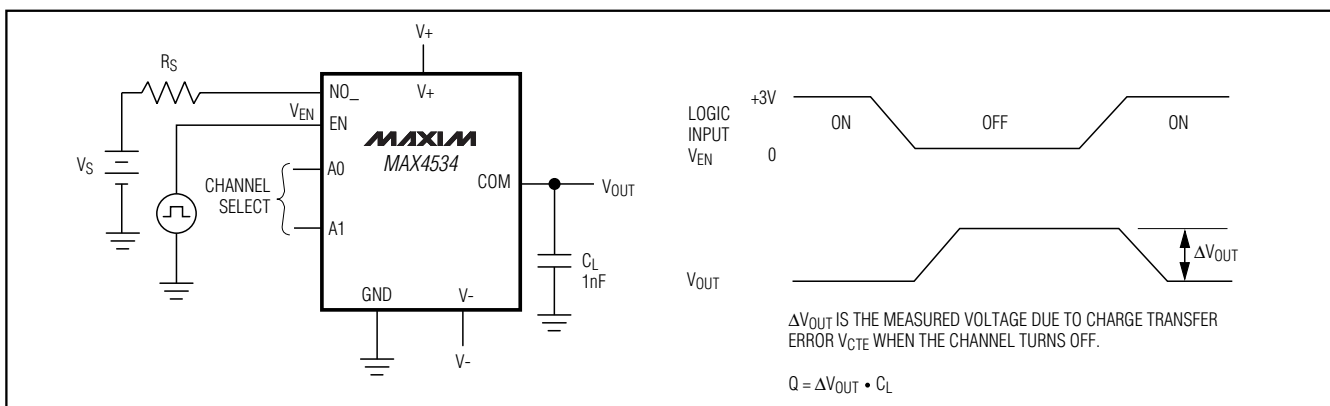 V+
RS
NO_
V+
VEN
EN
MAXIM
MAX4534
VS
A0
CHANNEL
SELECT
COM
VOUT
A1
CL
1nF
GND
V-
V-
LOGIC
INPUT
VEN
+3V
0
ON
OFF
ON
VOUT
ΔVOUT
ΔVOUT IS THE MEASURED VOLTAGE DUE TO CHARGE TRANSFER
ERROR VCTE WHEN THE CHANNEL TURNS OFF.
Q = ΔVOUT • CL